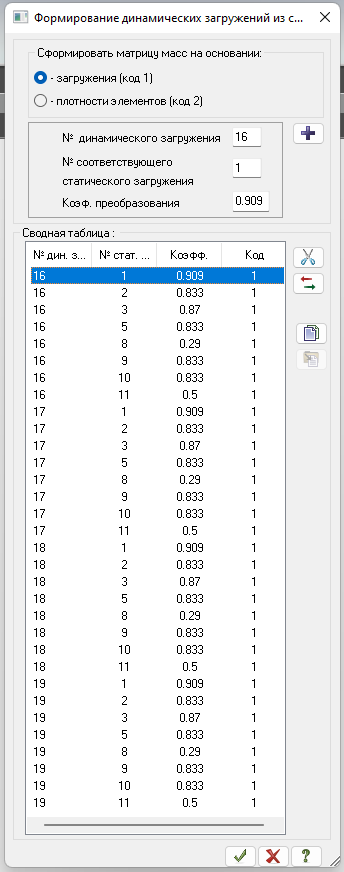 Формирование динамических загружений из с...
Сформировать матрицу масс на основании:
- загружения (код 1)
- плотности элементов (код 2)
№ динамического загружения 16
№ соответствующего
статического загружения 1
Коэф. преобразования 0.909
Сводная таблица :
№ дин. з... № стат. ... Коэфф. Код
16 1 0.909 1
16 2 0.833 1
16 3 0.87 1
16 5 0.833 1
16 8 0.29 1
16 9 0.833 1
16 10 0.833 1
16 11 0.5 1
17 1 0.909 1
17 2 0.833 1
17 3 0.87 1
17 5 0.833 1
17 8 0.29 1
17 9 0.833 1
17 10 0.833 1
17 11 0.5 1
18 1 0.909 1
18 2 0.833 1
18 3 0.87 1
18 5 0.833 1
18 8 0.29 1
18 9 0.833 1
18 10 0.833 1
18 11 0.5 1
19 1 0.909 1
19 2 0.833 1
19 3 0.87 1
19 5 0.833 1
19 8 0.29 1
19 9 0.833 1
19 10 0.833 1
19 11 0.5 1
?